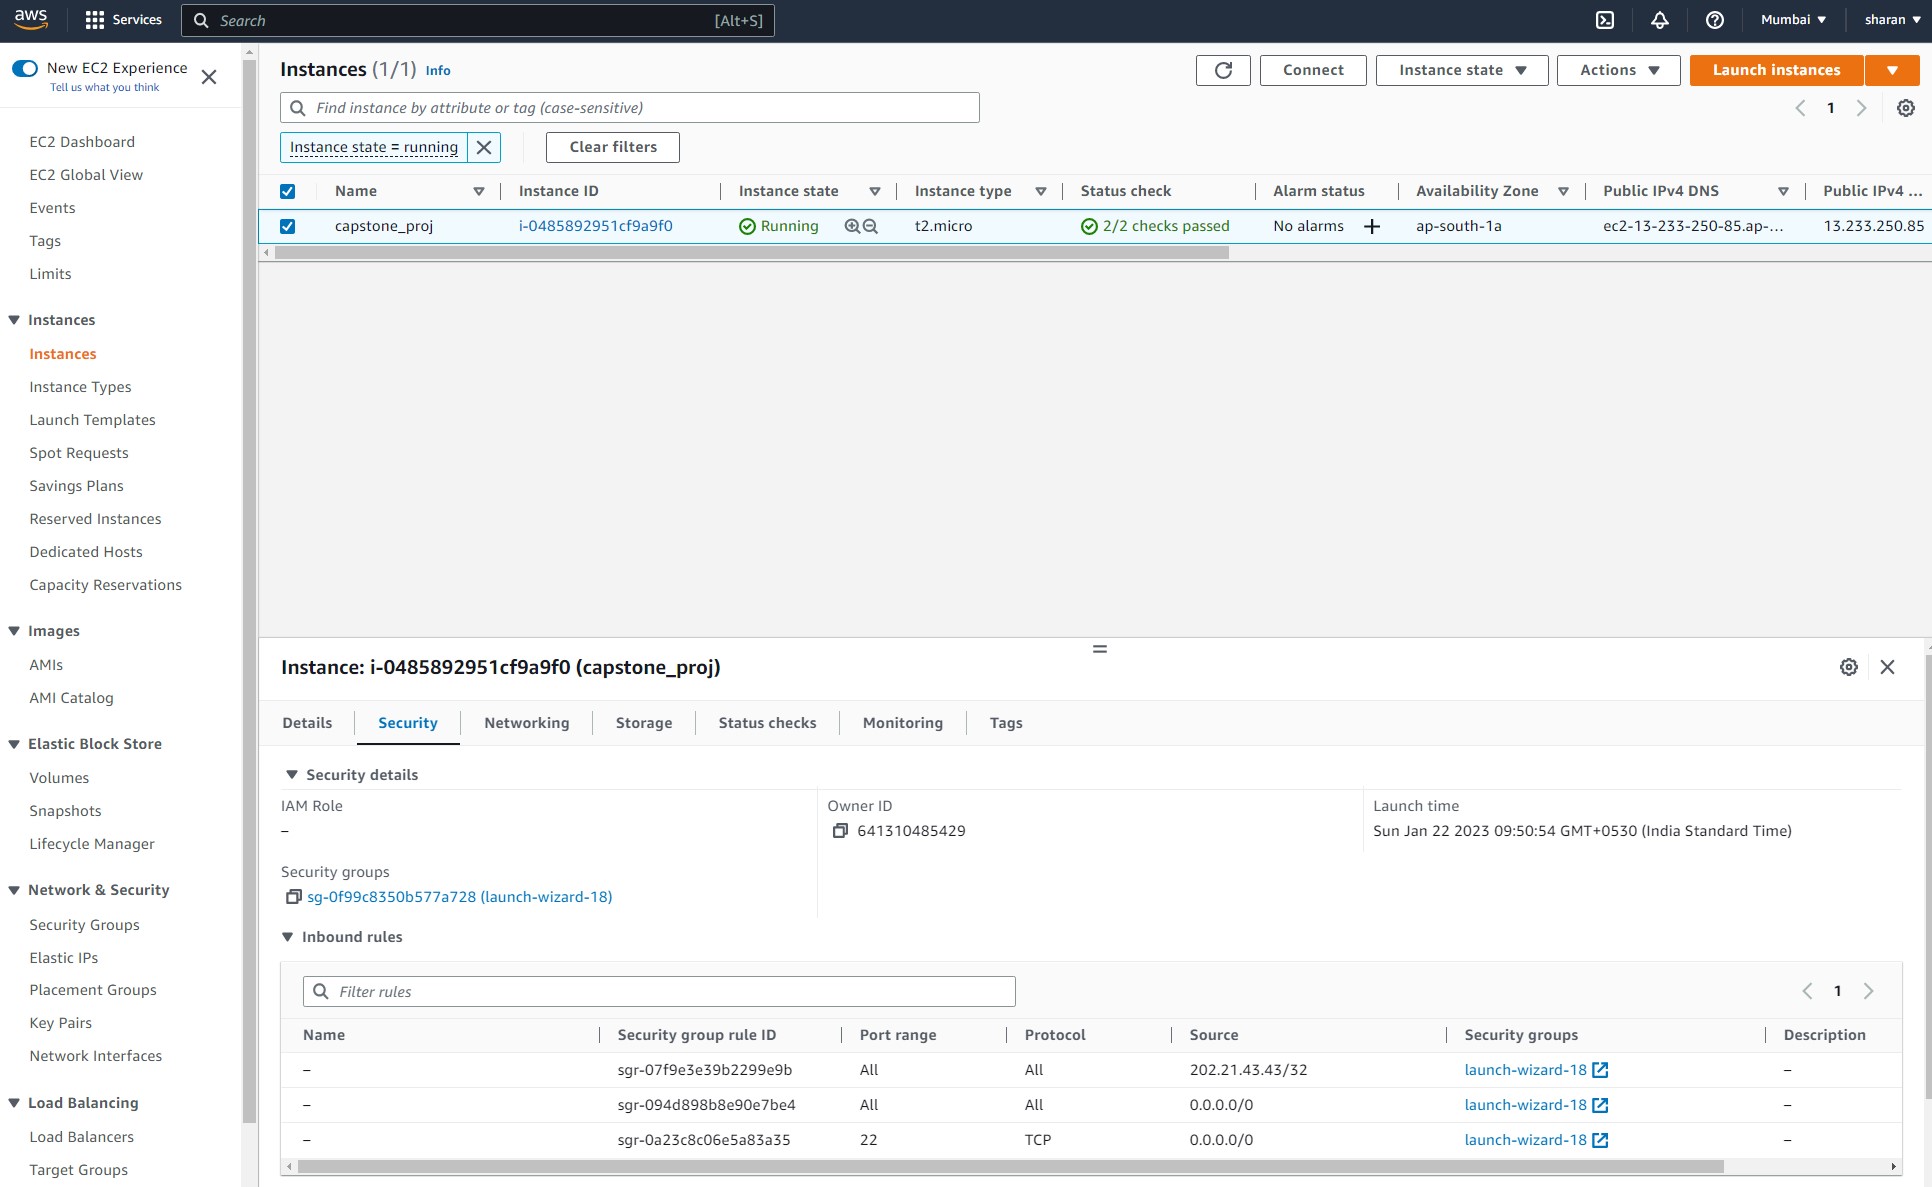 aws Services Search [Alt+S] Mumbai sharan
New EC2 Experience
Tell us what you think
EC2 Dashboard
EC2 Global View
Events
Tags
Limits
Instances
Instances
Instance Types
Launch Templates
Spot Requests
Savings Plans
Reserved Instances
Dedicated Hosts
Capacity Reservations
Images
AMIs
AMI Catalog
Elastic Block Store
Volumes
Snapshots
Lifecycle Manager
Network & Security
Security Groups
Elastic IPs
Placement Groups
Key Pairs
Network Interfaces
Load Balancing
Load Balancers
Target Groups
Instances (1/1) Info Connect Instance state Actions Launch instances
Find instance by attribute or tag (case-sensitive) 1
Instance state = running Clear filters
Name Instance ID Instance state Instance type Status check Alarm status Availability Zone Public IPv4 DNS Public IPv4 ...
capstone_proj i-0485892951cf9a9f0 Running t2.micro 2/2 checks passed No alarms + ap-south-1a ec2-13-233-250-85.ap-... 13.233.250.85
Instance: i-0485892951cf9a9f0 (capstone_proj)
Details Security Networking Storage Status checks Monitoring Tags
Security details
IAM Role Owner ID Launch time
– 641310485429 Sun Jan 22 2023 09:50:54 GMT+0530 (India Standard Time)
Security groups
sg-0f99c8350b577a728 (launch-wizard-18)
Inbound rules
Filter rules 1
Name Security group rule ID Port range Protocol Source Security groups Description
– sgr-07f9e3e39b2299e9b All All 202.21.43.43/32 launch-wizard-18 –
– sgr-094d898b8e90e7be4 All All 0.0.0.0/0 launch-wizard-18 –
– sgr-0a23c8c06e5a83a35 22 TCP 0.0.0.0/0 launch-wizard-18 –